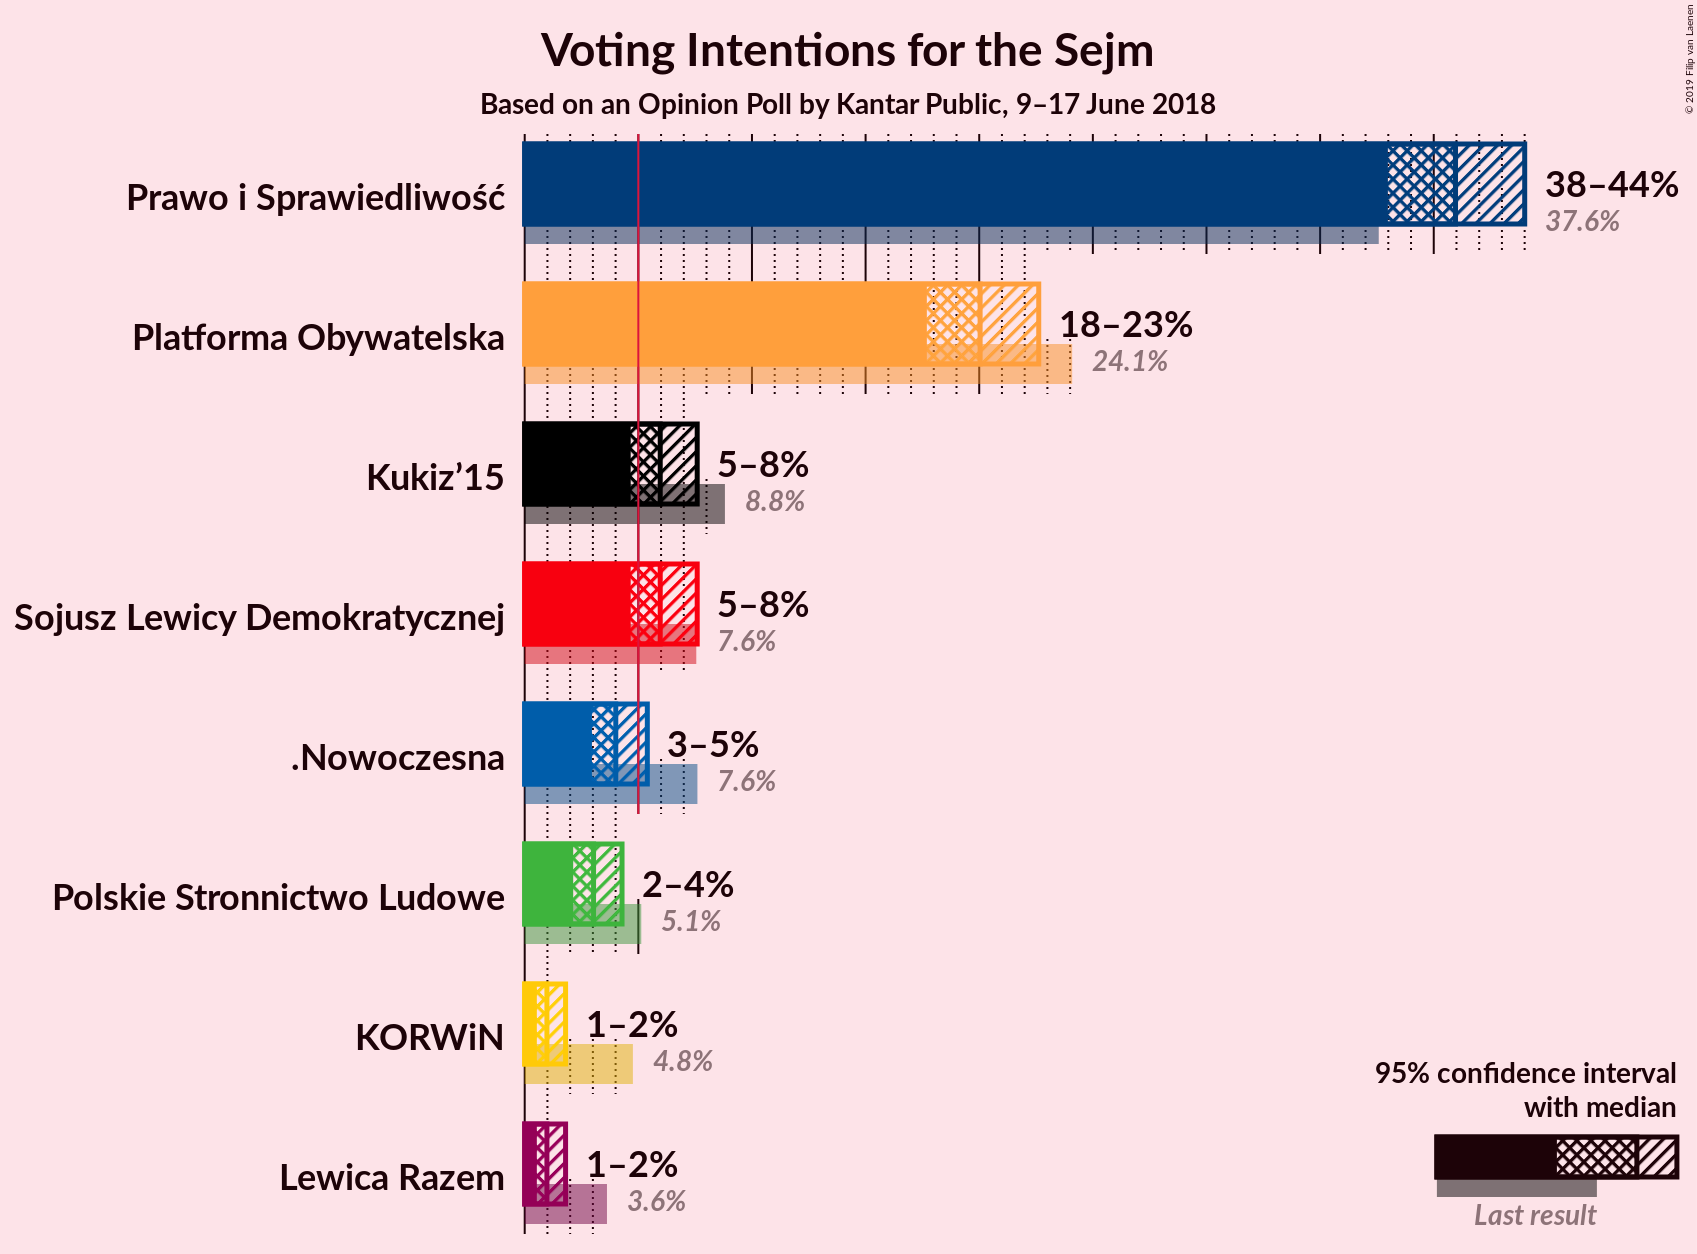 Voting Intentions for the Sejm
Based on an Opinion Poll by Kantar Public, 9–17 June 2018
© 2019 Filip van Laenen
Prawo i Sprawiedliwość
38–44%
37.6%
Platforma Obywatelska
18–23%
24.1%
Kukiz’15
5–8%
8.8%
Sojusz Lewicy Demokratycznej
5–8%
7.6%
.Nowoczesna
3–5%
7.6%
Polskie Stronnictwo Ludowe
2–4%
5.1%
KORWiN
1–2%
4.8%
Lewica Razem
1–2%
3.6%
95% confidence interval
with median
Last result